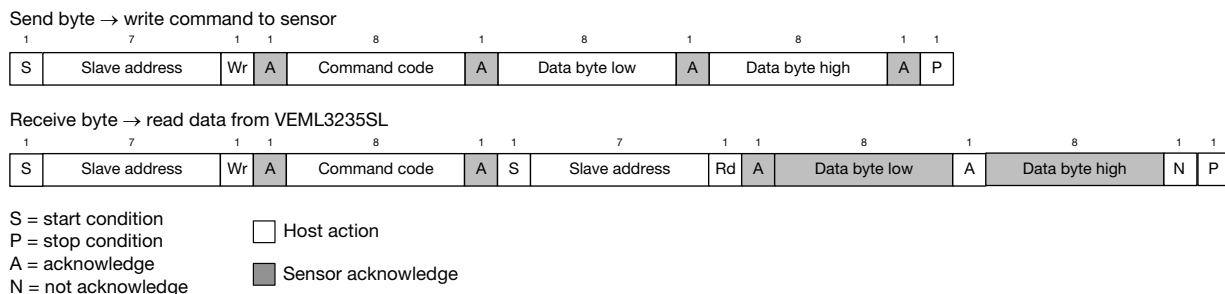 Send byte → write command to sensor
1 7 1 1 8 1 8 1 8 1 1
S Slave address Wr A Command code A Data byte low A Data byte high A P
Receive byte → read data from VEML3235SL
1 7 1 1 8 1 1 7 1 1 8 1 8 1 1
S Slave address Wr A Command code A S Slave address Rd A Data byte low A Data byte high N P
S = start condition
P = stop condition
A = acknowledge
N = not acknowledge
Host action
Sensor acknowledge